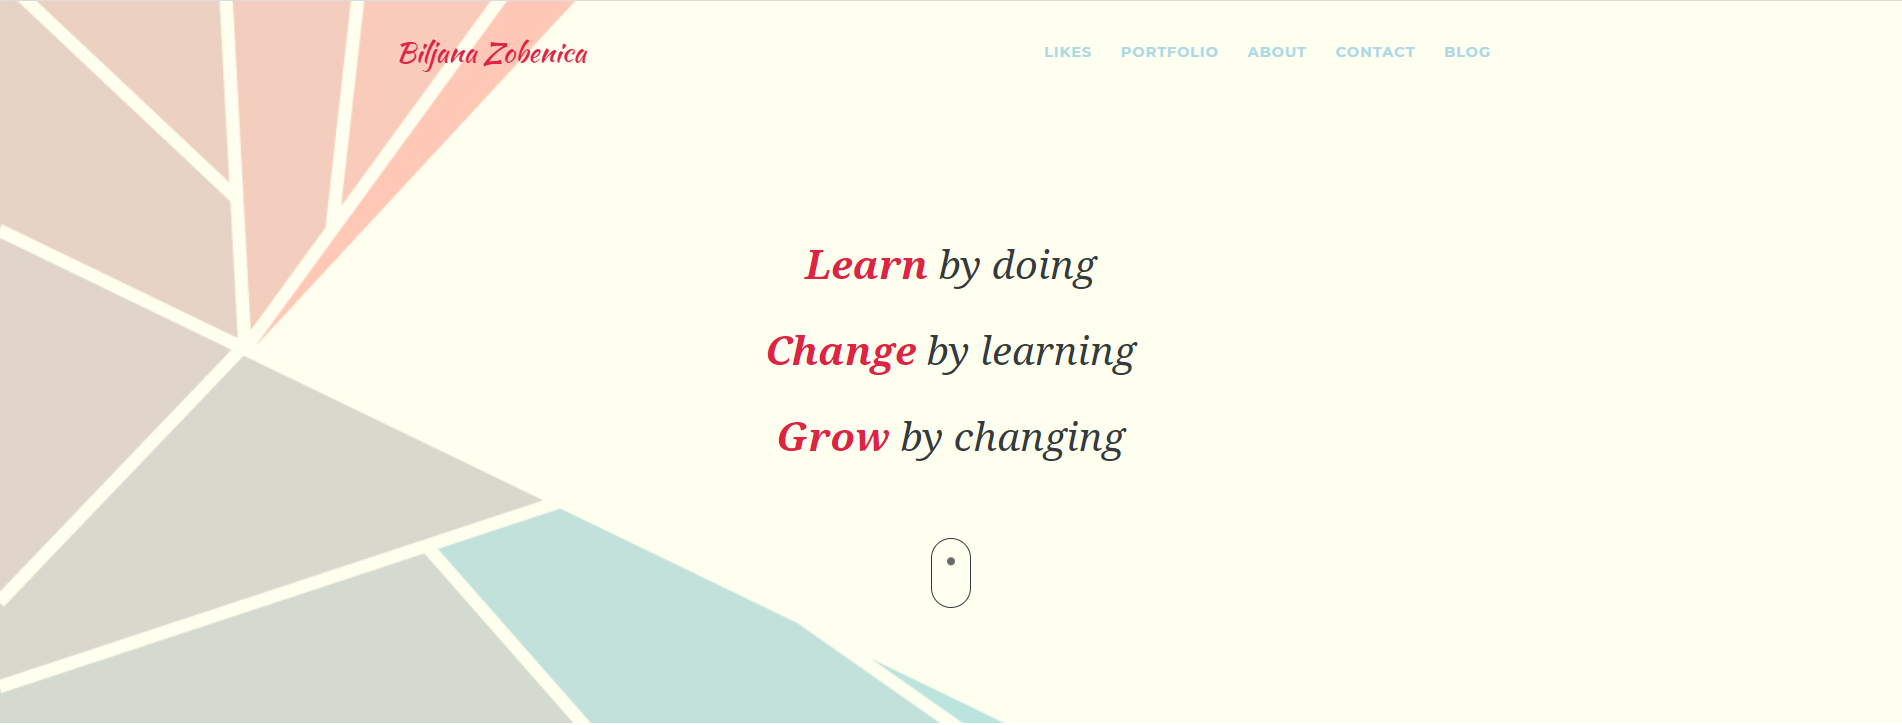 Biljana Zobenica
LIKES PORTFOLIO ABOUT CONTACT BLOG
Learn by doing
Change by learning
Grow by changing